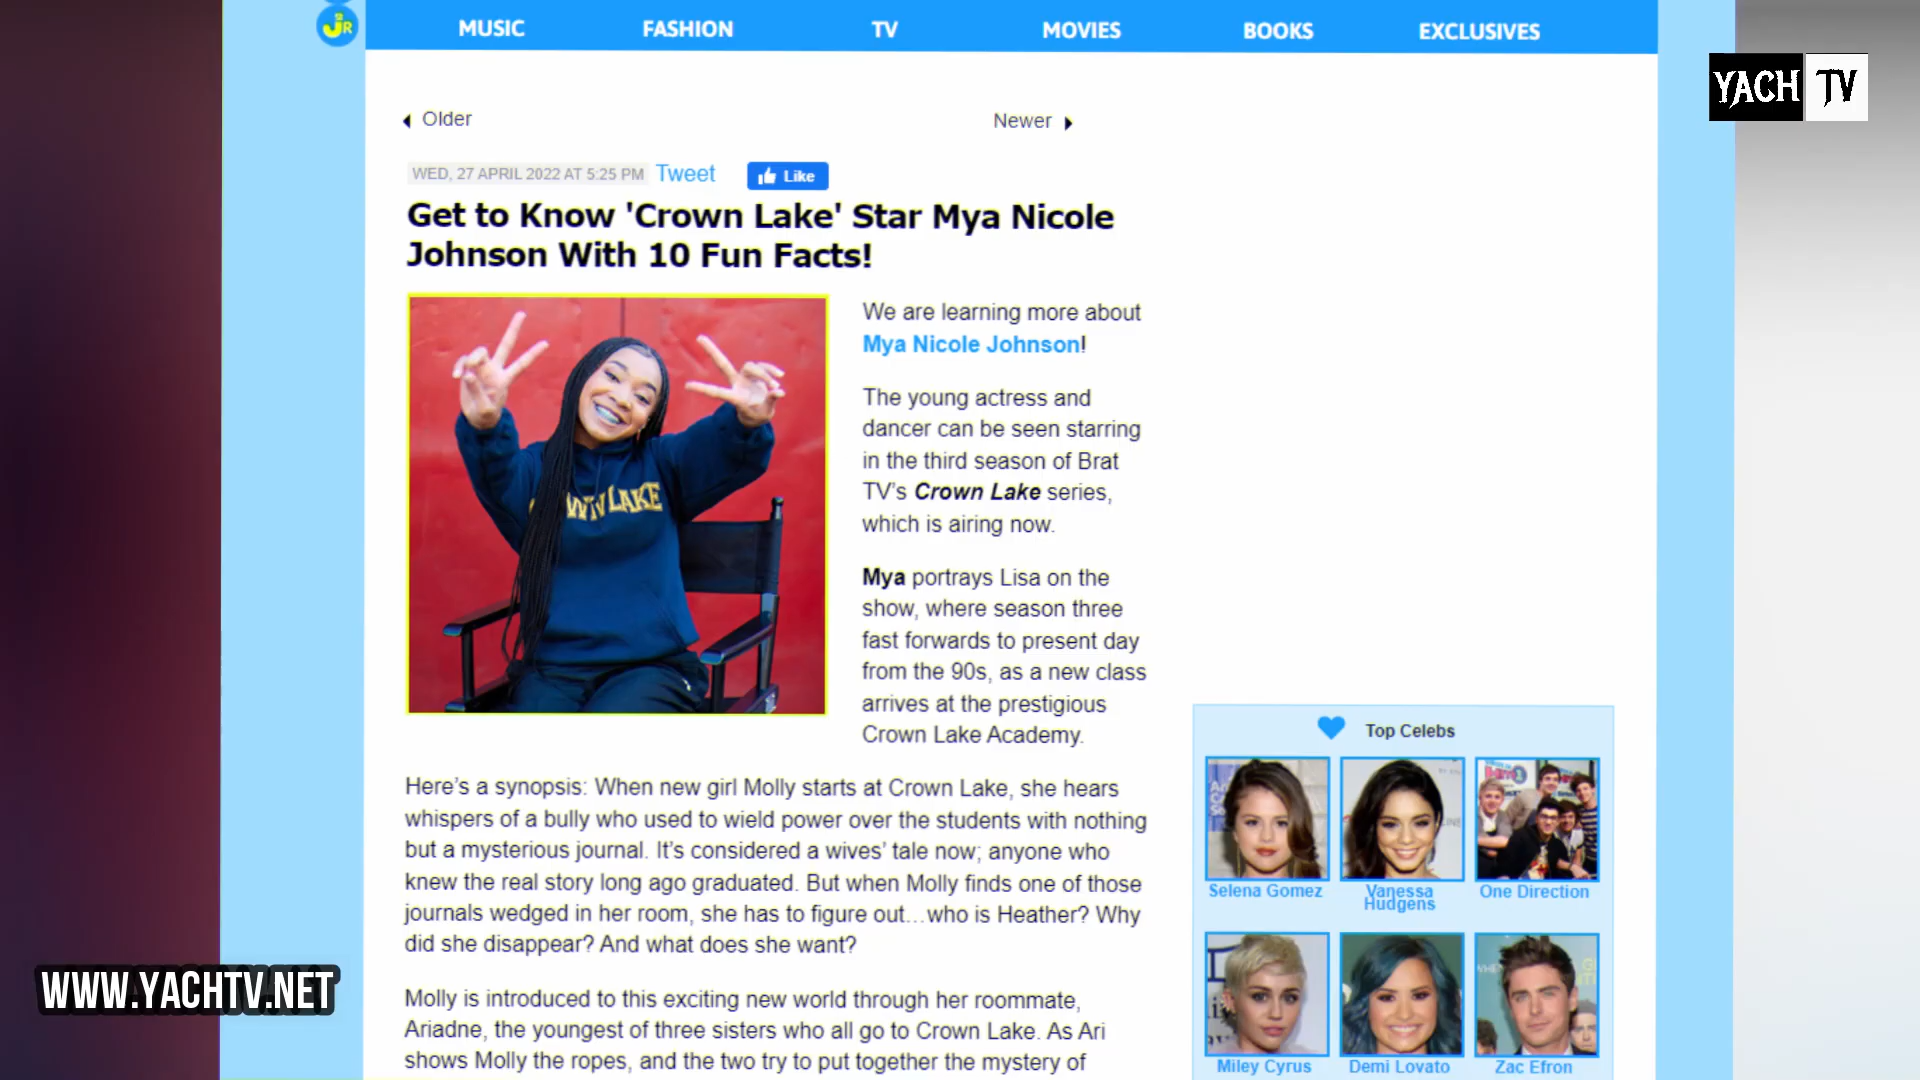 JR
MUSIC
FASHION
TV
MOVIES
BOOKS
EXCLUSIVES
YACH TV
Older
Newer
WED, 27 APRIL 2022 AT 5:25 PM
Tweet
Like
Get to Know 'Crown Lake' Star Mya Nicole
Johnson With 10 Fun Facts!
WN LAKE
We are learning more about
Mya Nicole Johnson!
The young actress and
dancer can be seen starring
in the third season of Brat
TV's Crown Lake series,
which is airing now.
Mya portrays Lisa on the
show, where season three
fast forwards to present day
from the 90s, as a new class
arrives at the prestigious
Crown Lake Academy.
Here's a synopsis: When new girl Molly starts at Crown Lake, she hears
whispers of a bully who used to wield power over the students with nothing
but a mysterious journal. It's considered a wives' tale now; anyone who
knew the real story long ago graduated. But when Molly finds one of those
journals wedged in her room, she has to figure out…who is Heather? Why
did she disappear? And what does she want?
Molly is introduced to this exciting new world through her roommate,
Ariadne, the youngest of three sisters who all go to Crown Lake. As Ari
shows Molly the ropes, and the two try to put together the mystery of
Top Celebs
Selena Gomez
Vanessa
Hudgens
One Direction
Miley Cyrus
Demi Lovato
Zac Efron
WWW.YACHTV.NET